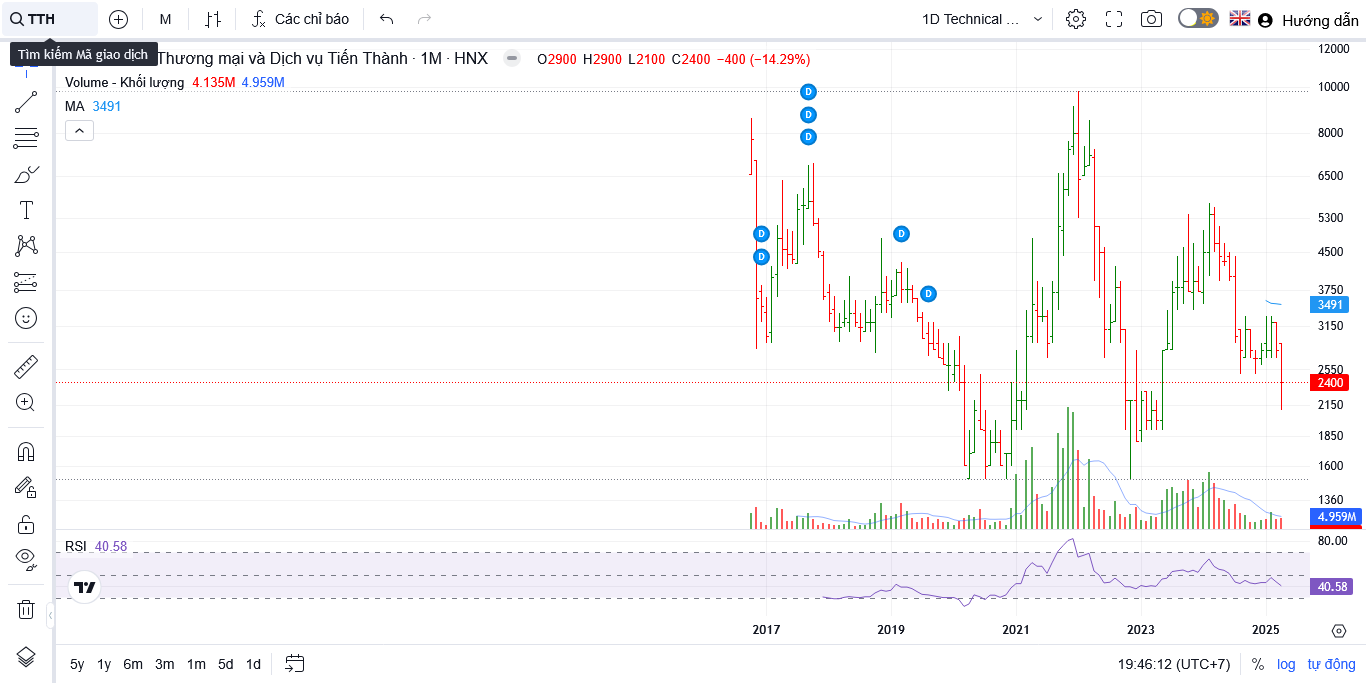 TTH
M
Các chỉ báo
1D Technical ...
Hướng dẫn
Tìm kiếm Mã giao dịch
Thương mại và Dịch vụ Tiến Thành · 1M · HNX
O2900 H2900 L2100 C2400 −400 (−14.29%)
Volume - Khối lượng 4.135M 4.959M
MA 3491
12000
10000
8000
6500
5300
4500
3750
3491
3150
2550
2400
2150
1850
1600
1360
4.959M
D
D
D
D
D
D
D
RSI 40.58
80.00
40.58
2017
2019
2021
2023
2025
5y 1y 6m 3m 1m 5d 1d
19:46:12 (UTC+7)
% log tự động